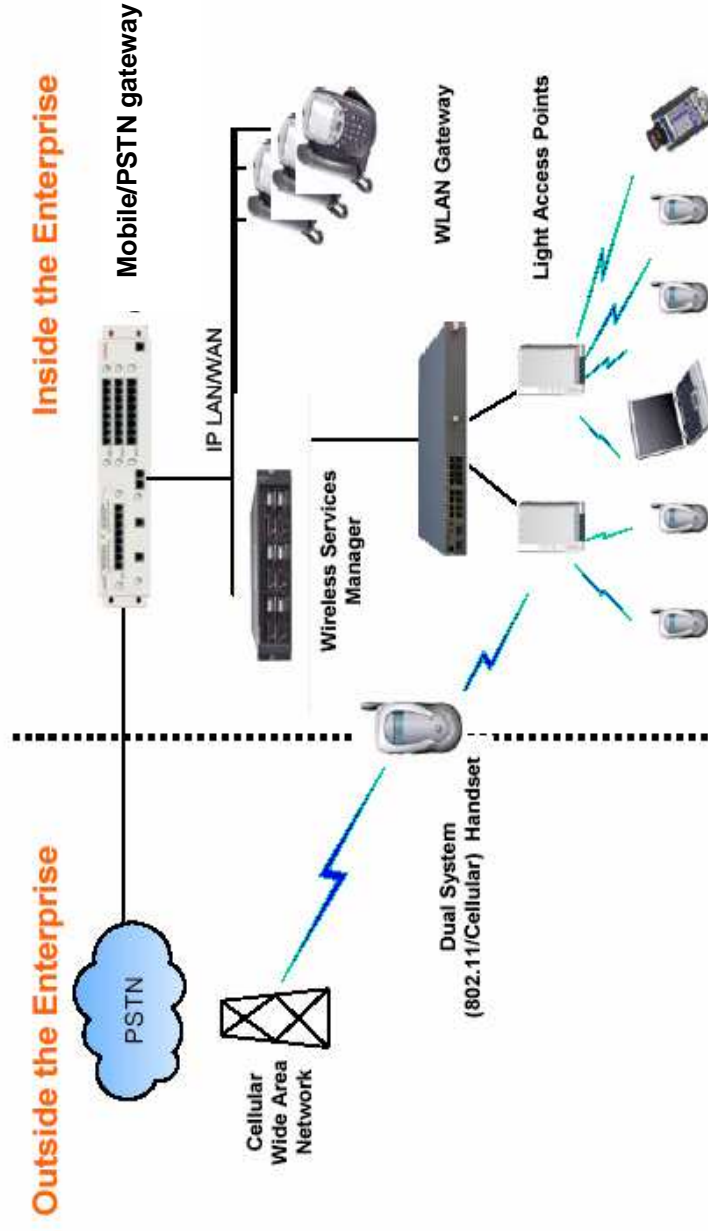 Outside the Enterprise
Inside the Enterprise
PSTN
Mobile/PSTN gateway
IP LAN/WAN
Cellular
Wide Area
Network
Wireless Services
Manager
WLAN Gateway
Dual System
(802.11/Cellular) Handset
Light Access Points